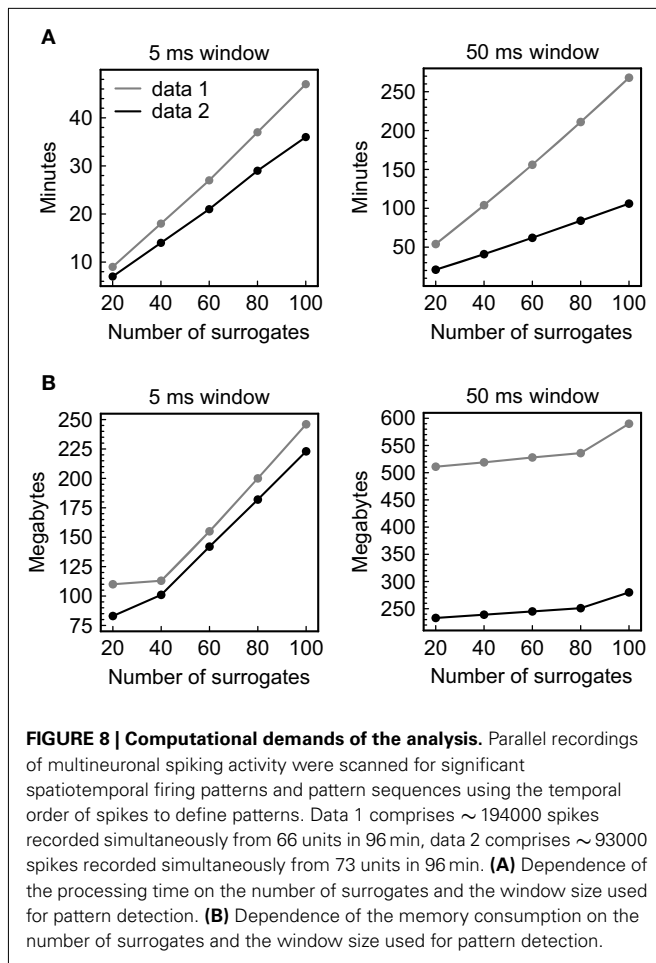 A
5 ms window
50 ms window
data 1
data 2
Minutes
40
30
20
10
20 40 60 80 100
Number of surrogates
Minutes
250
200
150
100
50
20 40 60 80 100
Number of surrogates
B
5 ms window
50 ms window
Megabytes
250
225
200
175
150
125
100
75
20 40 60 80 100
Number of surrogates
Megabytes
600
550
500
450
400
350
300
250
20 40 60 80 100
Number of surrogates
FIGURE 8 | Computational demands of the analysis. Parallel recordings
of multineuronal spiking activity were scanned for significant
spatiotemporal firing patterns and pattern sequences using the temporal
order of spikes to define patterns. Data 1 comprises ~ 194000 spikes
recorded simultaneously from 66 units in 96 min, data 2 comprises ~ 93000
spikes recorded simultaneously from 73 units in 96 min. (A) Dependence of
the processing time on the number of surrogates and the window size used
for pattern detection. (B) Dependence of the memory consumption on the
number of surrogates and the window size used for pattern detection.